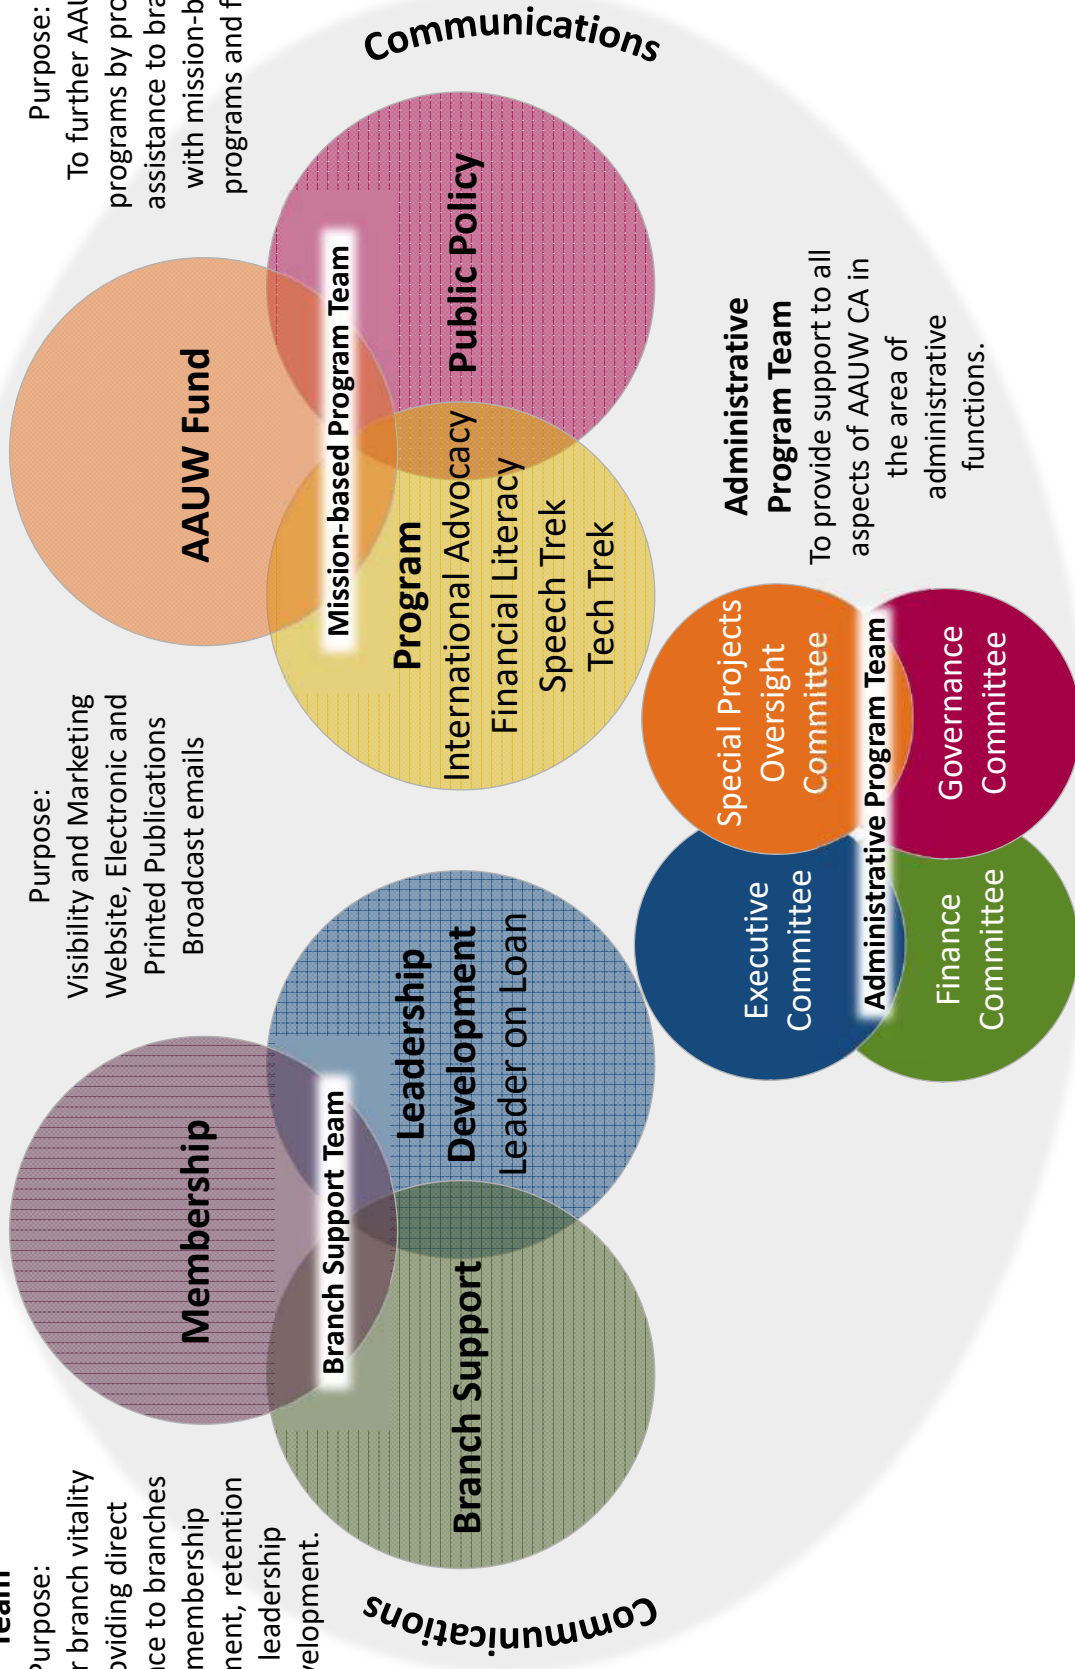 Team
Purpose:
r branch vitality
oviding direct
nce to branches
membership
ment, retention
leadership
velopment.
Communications
Membership
Branch Support Team
Branch Support
Leadership
Development
Leader on Loan
Purpose:
Visibility and Marketing
Website, Electronic and
Printed Publications
Broadcast emails
AAUW Fund
Mission-based Program Team
Program
International Advocacy
Financial Literacy
Speech Trek
Tech Trek
Public Policy
Purpose:
To further AAU
programs by pro
assistance to bra
with mission-b
programs and f
Communications
Executive
Committee
Special Projects
Oversight
Committee
Administrative Program Team
Finance
Committee
Governance
Committee
Administrative
Program Team
To provide support to all
aspects of AAUW CA in
the area of
administrative
functions.